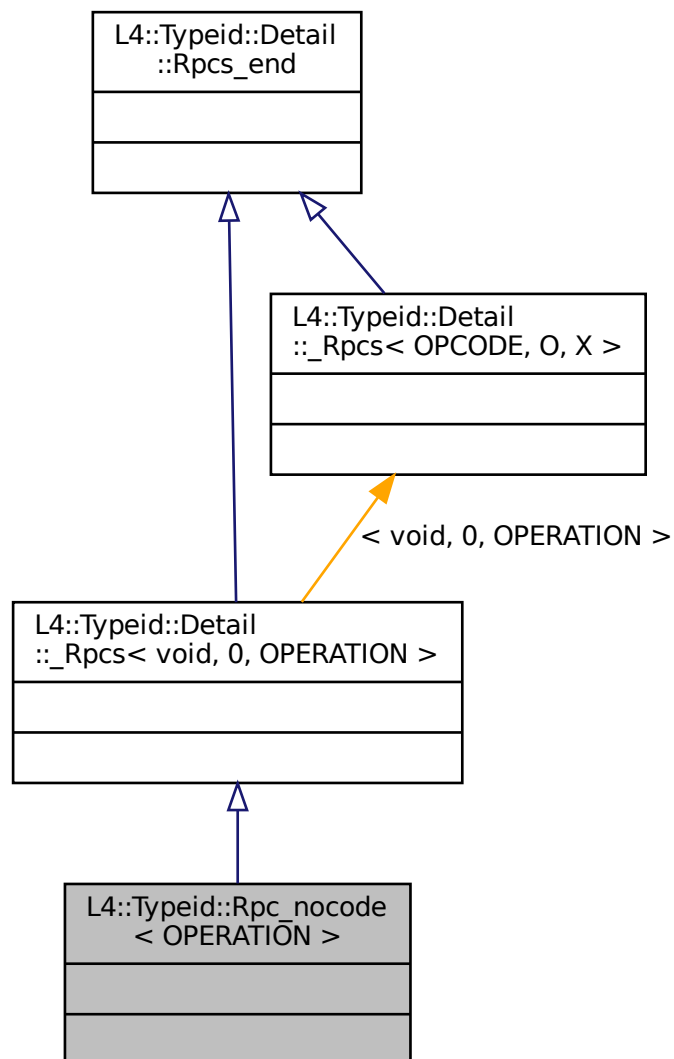 L4::Typeid::Detail
::Rpcs_end
L4::Typeid::Detail
::_Rpcs< OPCODE, O, X >
< void, 0, OPERATION >
L4::Typeid::Detail
::_Rpcs< void, 0, OPERATION >
L4::Typeid::Rpc_nocode
< OPERATION >